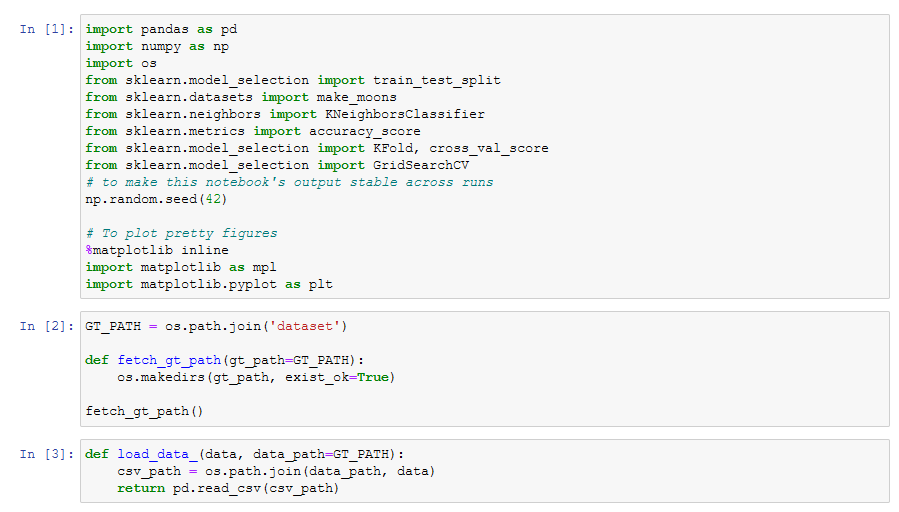 In [1]: import pandas as pd
import numpy as np
import os
from sklearn.model_selection import train_test_split
from sklearn.datasets import make_moons
from sklearn.neighbors import KNeighborsClassifier
from sklearn.metrics import accuracy_score
from sklearn.model_selection import KFold, cross_val_score
from sklearn.model_selection import GridSearchCV
# to make this notebook's output stable across runs
np.random.seed(42)

# To plot pretty figures
%matplotlib inline
import matplotlib as mpl
import matplotlib.pyplot as plt

In [2]: GT_PATH = os.path.join('dataset')

def fetch_gt_path(gt_path=GT_PATH):
    os.makedirs(gt_path, exist_ok=True)

fetch_gt_path()

In [3]: def load_data_(data, data_path=GT_PATH):
    csv_path = os.path.join(data_path, data)
    return pd.read_csv(csv_path)